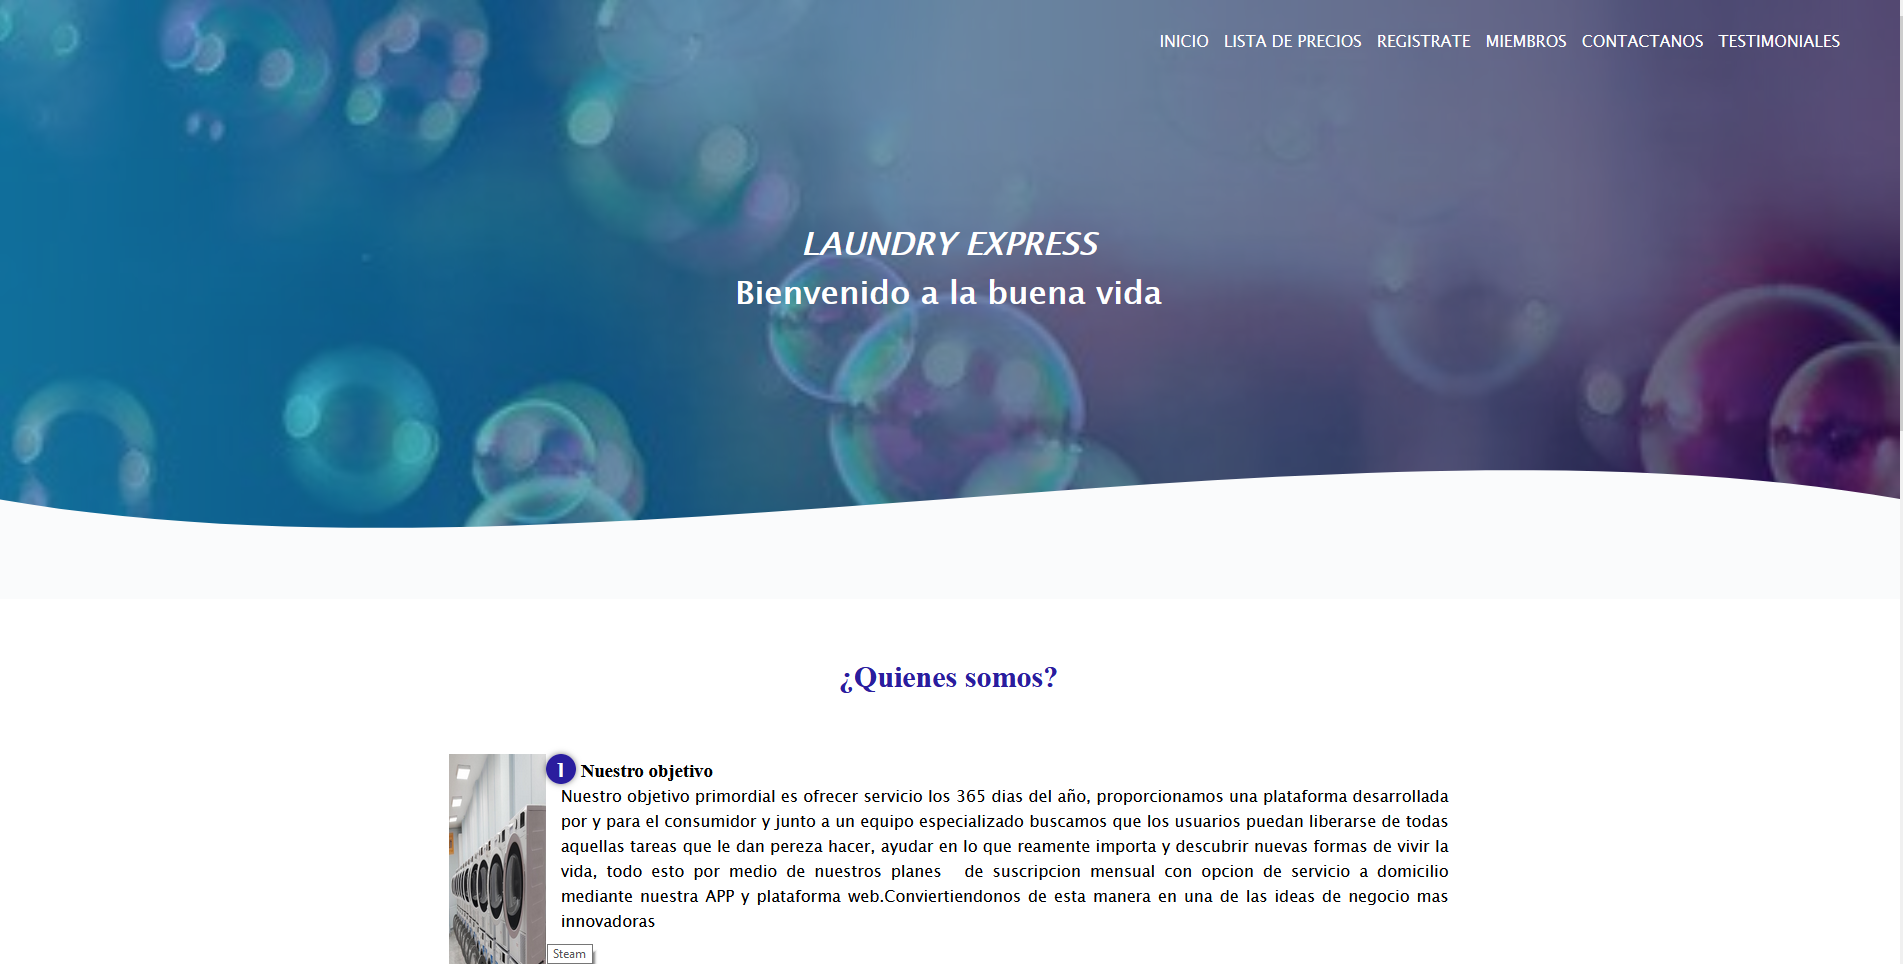 INICIO LISTA DE PRECIOS REGISTRATE MIEMBROS CONTACTANOS TESTIMONIALES
LAUNDRY EXPRESS
Bienvenido a la buena vida
¿Quienes somos?
1 Nuestro objetivo
Nuestro objetivo primordial es ofrecer servicio los 365 dias del año, proporcionamos una plataforma desarrollada
por y para el consumidor y junto a un equipo especializado buscamos que los usuarios puedan liberarse de todas
aquellas tareas que le dan pereza hacer, ayudar en lo que reamente importa y descubrir nuevas formas de vivir la
vida, todo esto por medio de nuestros planes de suscripcion mensual con opcion de servicio a domicilio
mediante nuestra APP y plataforma web.Conviertiendonos de esta manera en una de las ideas de negocio mas
innovadoras
Steam